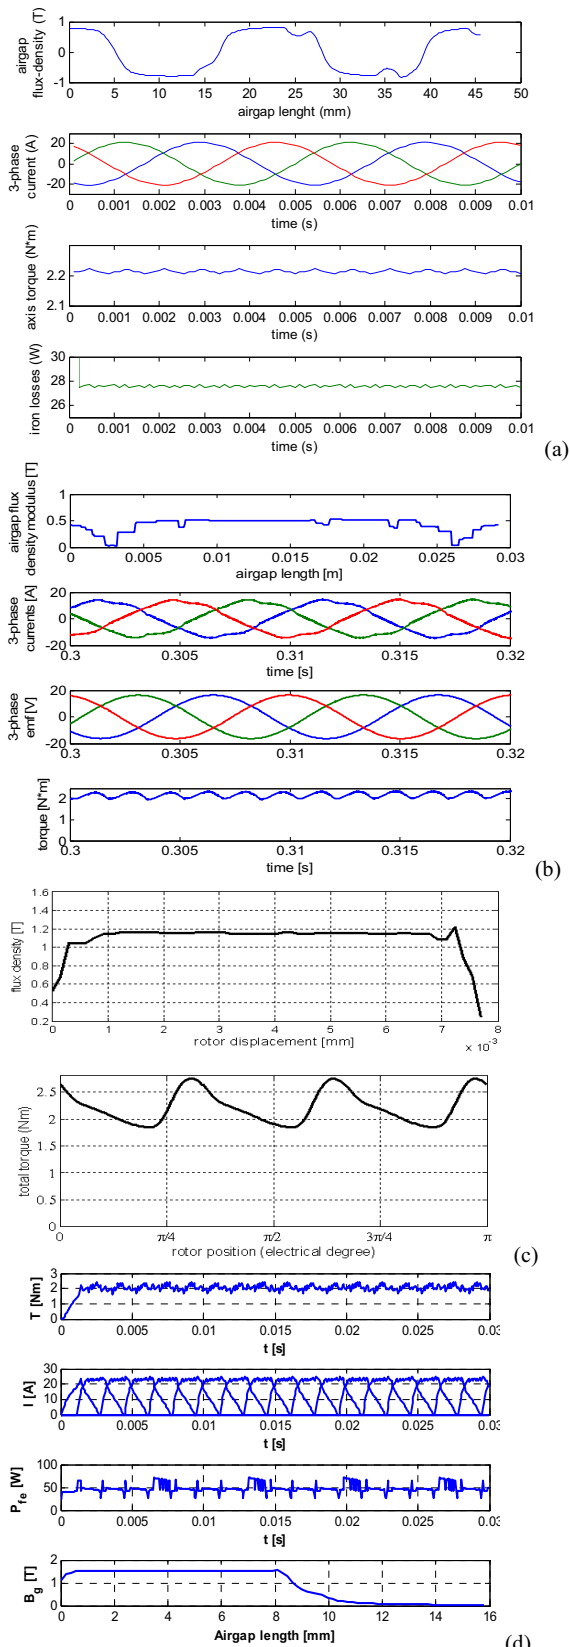 airgap
flux-density (T)
1
0
-1
0 5 10 15 20 25 30 35 40 45 50
airgap lenght (mm)
3-phase
current (A)
20
0
-20
0 0.001 0.002 0.003 0.004 0.005 0.006 0.007 0.008 0.009 0.01
time (s)
axis torque (N*m)
2.2
2.1
0 0.001 0.002 0.003 0.004 0.005 0.006 0.007 0.008 0.009 0.01
time (s)
iron losses (W)
30
28
26
0 0.001 0.002 0.003 0.004 0.005 0.006 0.007 0.008 0.009 0.01
time (s)
(a)
airgap flux
density modulus [T]
1
0.5
0
0 0.005 0.01 0.015 0.02 0.025 0.03
airgap length [m]
3-phase
currents [A]
20
0
-20
0.3 0.305 0.31 0.315 0.32
time [s]
3-phase
emf [V]
20
0
-20
0.3 0.305 0.31 0.315 0.32
time [s]
torque [N*m]
2
1
0
0.3 0.305 0.31 0.315 0.32
time [s]
(b)
flux density [T]
1.6
1.4
1.2
1
0.8
0.6
0.4
0.2
0 1 2 3 4 5 6 7 8
rotor displacement [mm]
x 10-3
total torque (Nm)
2.5
2
1.5
1
0.5
0
0 π/4 π/2 3π/4 π
rotor position (electrical degree)
(c)
T [Nm]
3
2
1
0
0 0.005 0.01 0.015 0.02 0.025 0.03
t [s]
I [A]
30
20
10
0
0 0.005 0.01 0.015 0.02 0.025 0.03
t [s]
Pfe [W]
100
50
0
0 0.005 0.01 0.015 0.02 0.025 0.03
t [s]
Bg [T]
2
1
0
0 2 4 6 8 10 12 14 16
Airgap length [mm]
(d)